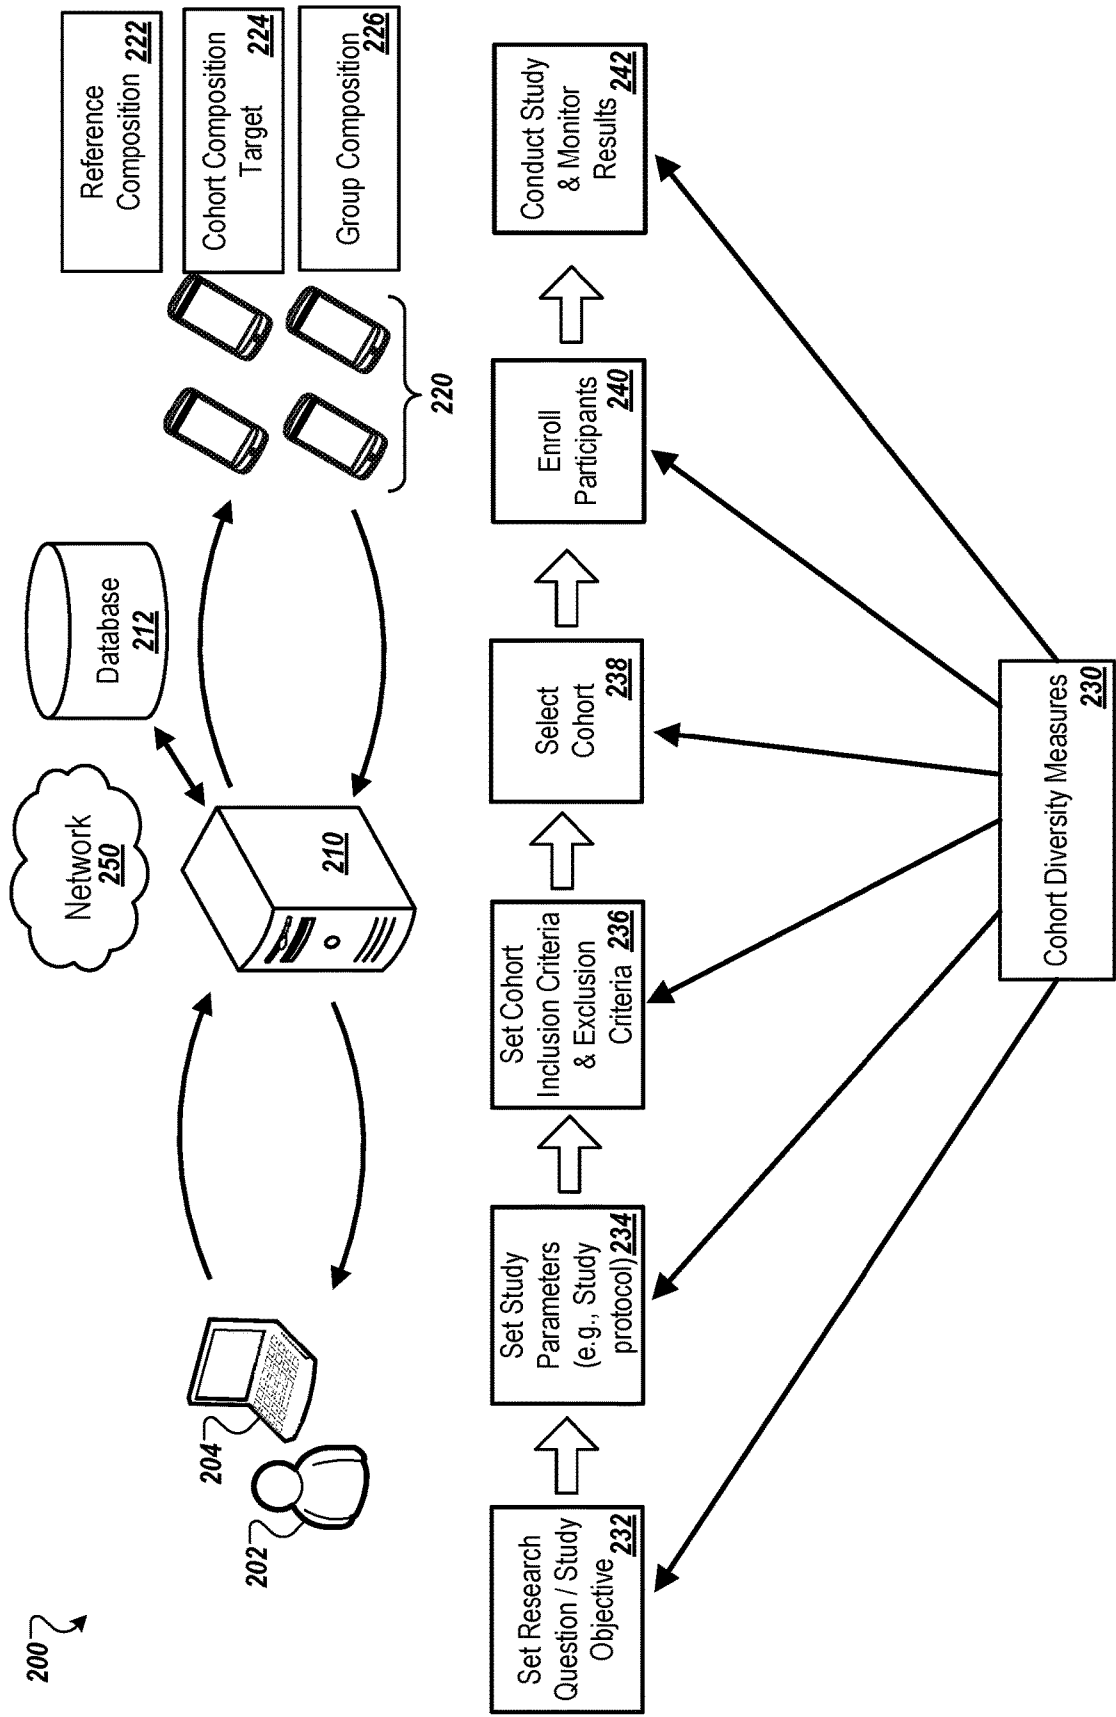 200
202
204
Network
250
Database
212
210
220
Reference
Composition 222
Cohort Composition
Target 224
Group Composition
226
Set Research
Question / Study
Objective 232
Set Study
Parameters
(e.g., Study
protocol) 234
Set Cohort
Inclusion Criteria
& Exclusion
Criteria 236
Select
Cohort
238
Enroll
Participants
240
Conduct Study
& Monitor
Results 242
Cohort Diversity Measures
230